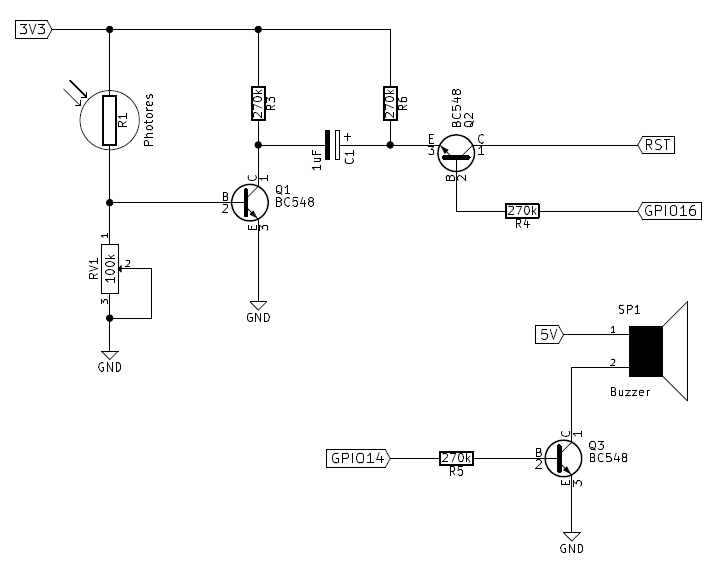 3V3
R1
Photores
270k
R3
270k
R6
1uF
C1
+
BC548
Q2
E
3
C
1
B
2
RST
270k
R4
GPIO16
C
1
Q1
BC548
B
2
E
3
GND
1
RV1
100k
2
3
GND
SP1
5V
1
2
Buzzer
GPIO14
270k
R5
C
1
Q3
BC548
B
2
E
3
GND